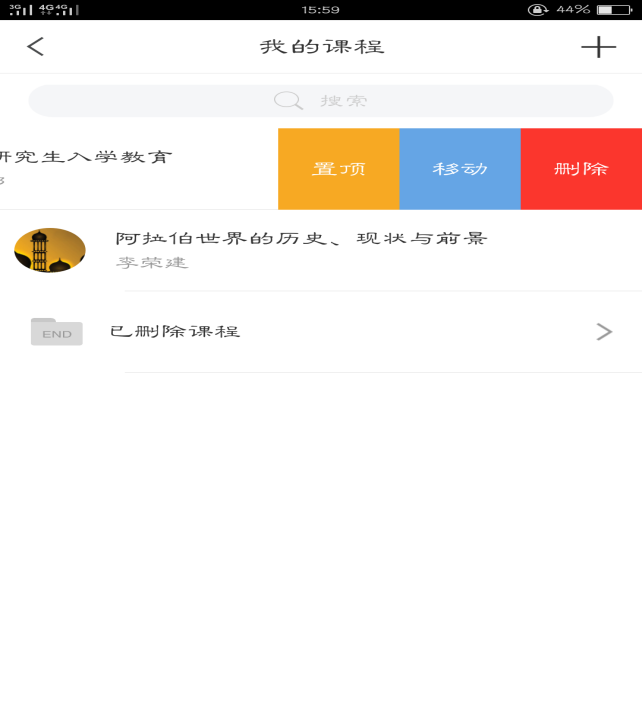 3G 4G 4G 15:59 44%
我的课程
搜索
研究生入学教育 置顶 移动 删除
阿拉伯世界的历史、现状与前景
李荣建
END 已删除课程